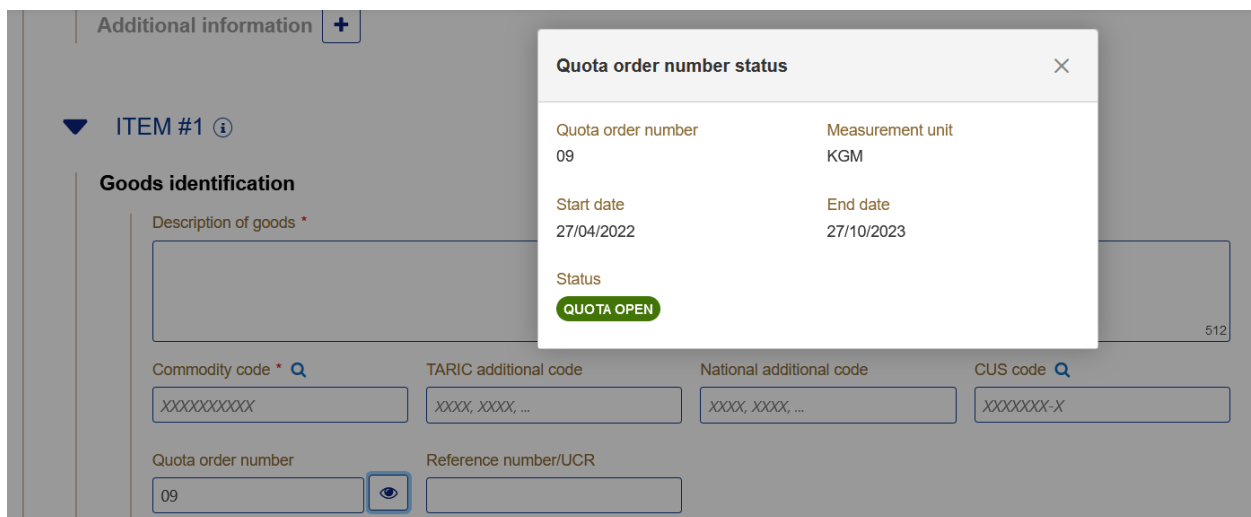 Additional information +
Quota order number status ×
ITEM #1 i
Quota order number Measurement unit
09 KGM
Goods identification
Start date End date
Description of goods *
27/04/2022 27/10/2023
Status
QUOTA OPEN
512
Commodity code * TARIC additional code National additional code CUS code
XXXXXXXXXX XXXX, XXXX, ... XXXX, XXXX, ... XXXXXXX-X
Quota order number Reference number/UCR
09